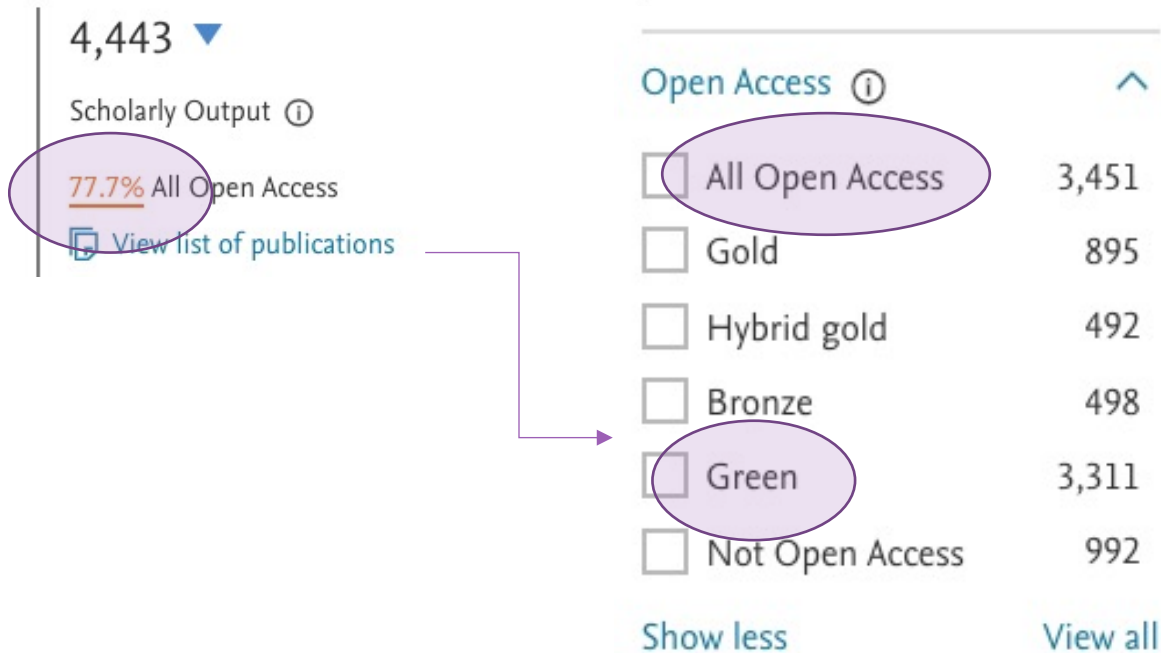 4,443
Scholarly Output
77.7% All Open Access
View list of publications
Open Access
All Open Access 3,451
Gold 895
Hybrid gold 492
Bronze 498
Green 3,311
Not Open Access 992
Show less View all